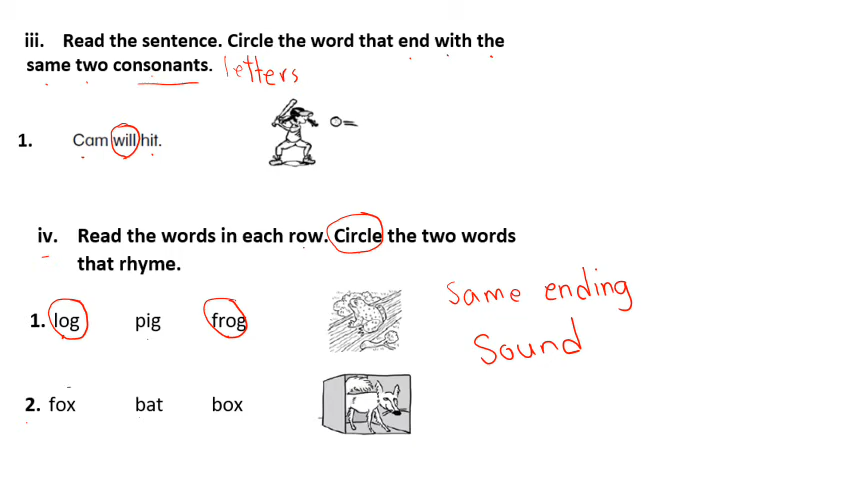 iii. Read the sentence. Circle the word that end with the
same two consonants. letters
1. Cam will hit.
iv. Read the words in each row. Circle the two words
that rhyme.
same ending
1. log pig frog
Sound
2. fox bat box